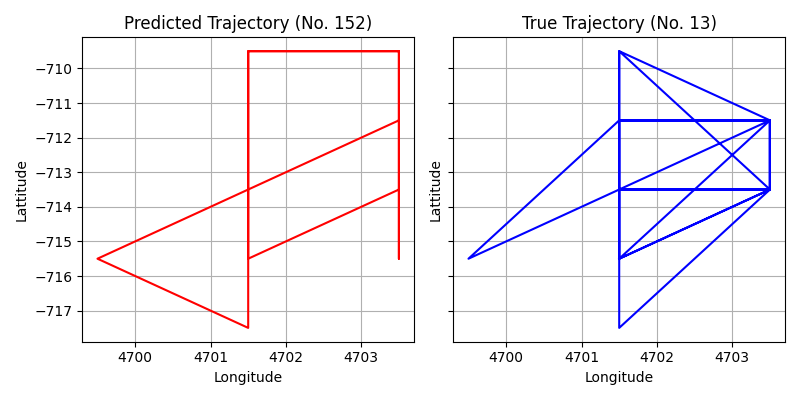 Predicted Trajectory (No. 152)
True Trajectory (No. 13)
Lattitude
−710
−711
−712
−713
−714
−715
−716
−717
4700
4701
4702
4703
Longitude
Lattitude
4700
4701
4702
4703
Longitude